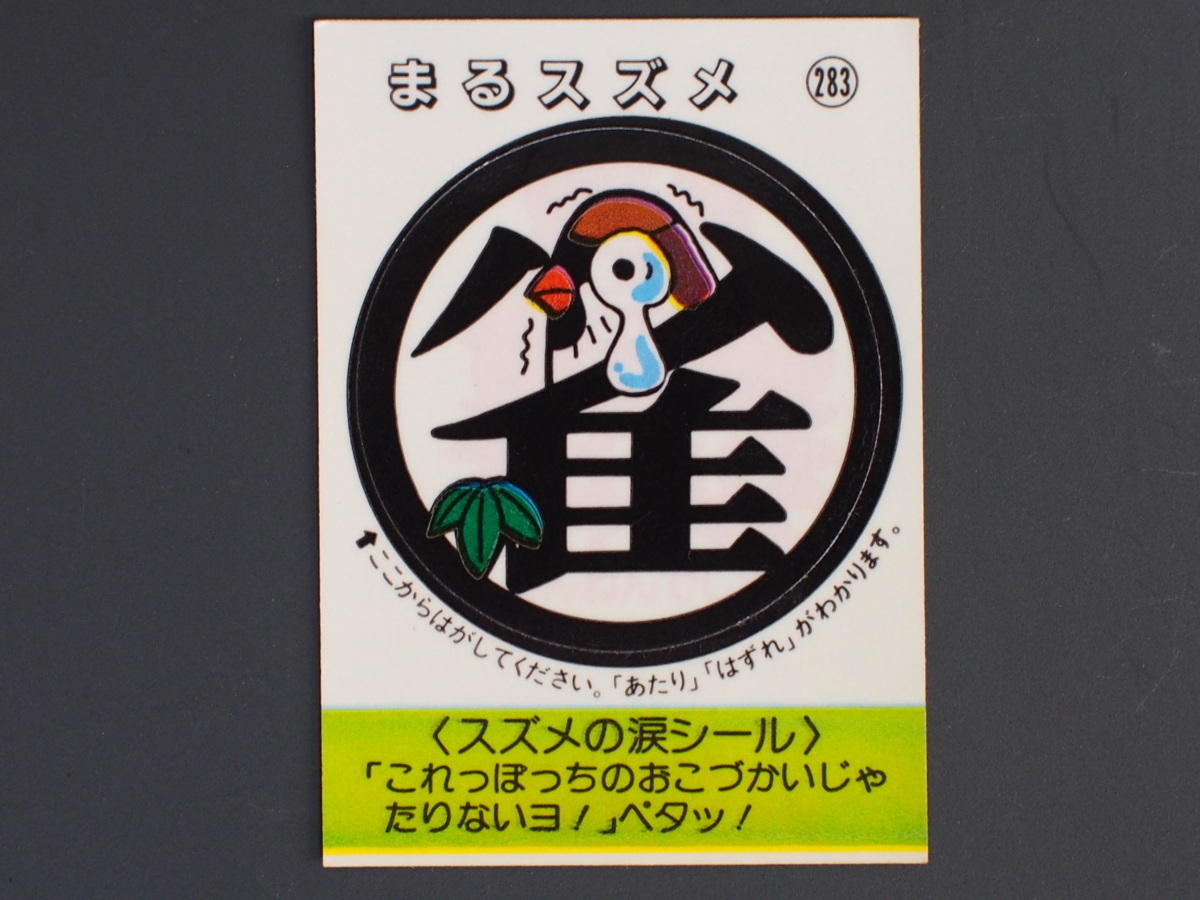 まるスズメ 283
雀
ここからはがしてください。「あたり」「はずれ」がわかります。
〈スズメの涙シール〉
「これっぽっちのおこづかいじゃ
たりないヨ!」ペタッ!